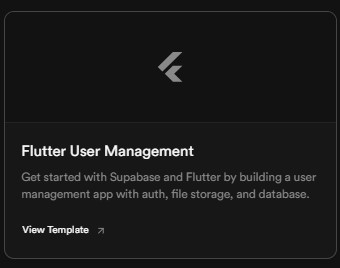 Flutter User Management
Get started with Supabase and Flutter by building a user
management app with auth, file storage, and database.
View Template